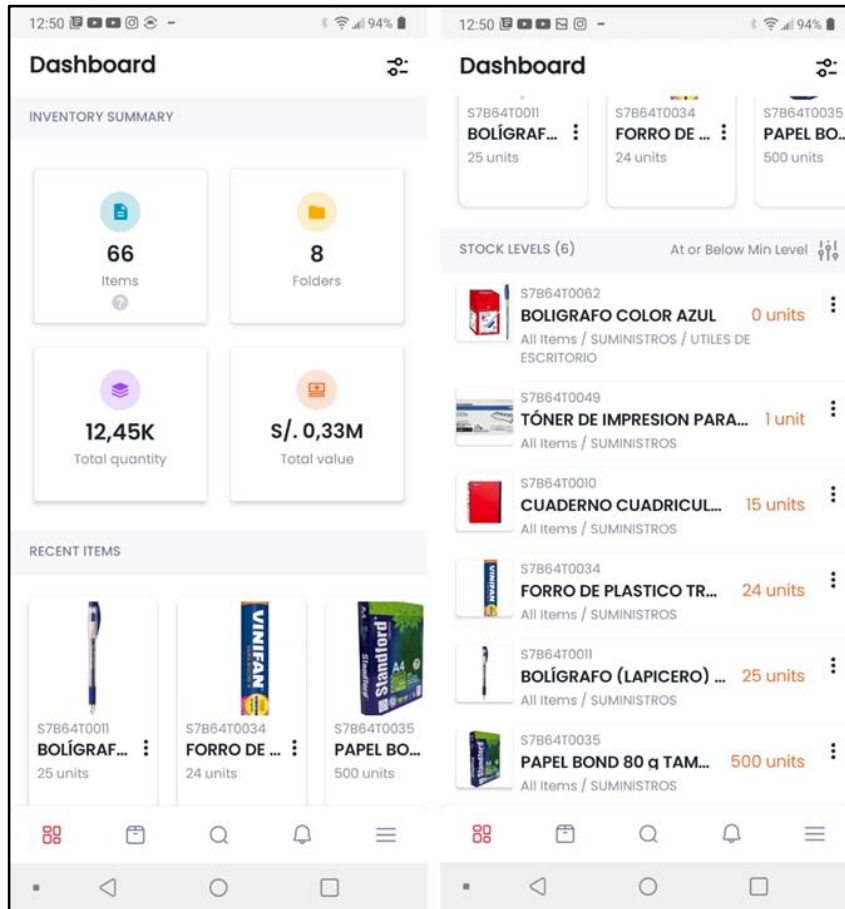 12:50
94%
Dashboard
INVENTORY SUMMARY
66
Items
?
8
Folders
12,45K
Total quantity
S/. 0,33M
Total value
RECENT ITEMS
VINIFAN
Standford
A4
S7B64T0011
BOLÍGRAF...
25 units
S7B64T0034
FORRO DE ...
24 units
S7B64T0035
PAPEL BO...
500 units
12:50
94%
Dashboard
S7B64T0011
BOLÍGRAF...
25 units
S7B64T0034
FORRO DE ...
24 units
S7B64T0035
PAPEL BO...
500 units
STOCK LEVELS (6)
At or Below Min Level
S7B64T0062
BOLIGRAFO COLOR AZUL
0 units
All Items / SUMINISTROS / UTILES DE
ESCRITORIO
S7B64T0049
TÓNER DE IMPRESION PARA...
1 unit
All Items / SUMINISTROS
S7B64T0010
CUADERNO CUADRICUL...
15 units
All Items / SUMINISTROS
VINIFAN
S7B64T0034
FORRO DE PLASTICO TR...
24 units
All Items / SUMINISTROS
S7B64T0011
BOLÍGRAFO (LAPICERO) ...
25 units
All Items / SUMINISTROS
Standford
S7B64T0035
PAPEL BOND 80 g TAM...
500 units
All Items / SUMINISTROS